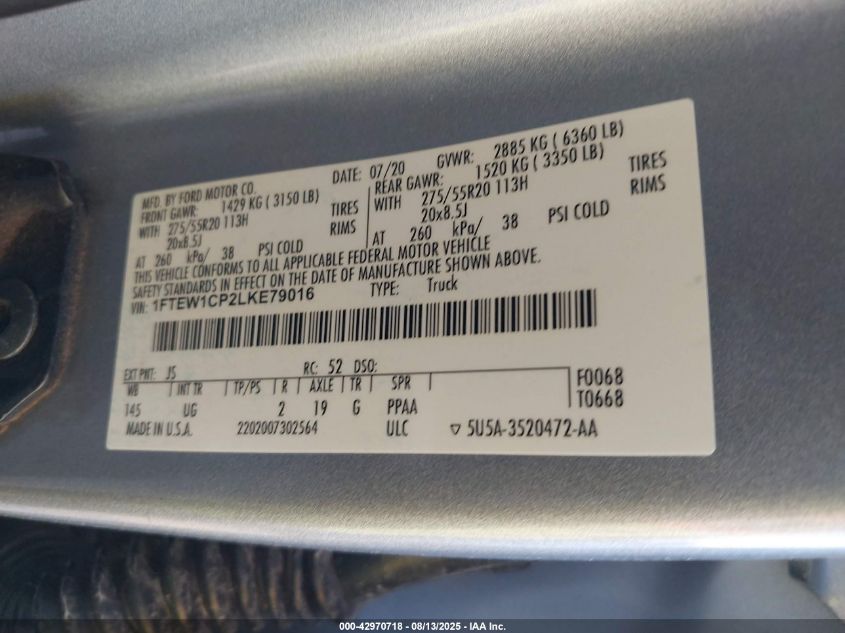 MFD. BY FORD MOTOR CO. DATE: 07/20 GVWR: 2885 KG ( 6360 LB)
FRONT GAWR: 1429 KG ( 3150 LB) REAR GAWR: 1520 KG ( 3350 LB)
WITH 275/55R20 113H TIRES WITH 275/55R20 113H TIRES
20x8.5J RIMS 20x8.5J RIMS
AT 260 kPa/ 38 PSI COLD AT 260 kPa/ 38 PSI COLD
THIS VEHICLE CONFORMS TO ALL APPLICABLE FEDERAL MOTOR VEHICLE
SAFETY STANDARDS IN EFFECT ON THE DATE OF MANUFACTURE SHOWN ABOVE.
VIN: 1FTEW1CP2LKE79016 TYPE: Truck
EXT PNT: JS RC: 52 DSO:
WB INT TR TP/PS R AXLE TR SPR F0068
145 UG 2 19 G PPAA T0668
MADE IN U.S.A. 2202007302564 ULC ▽ 5U5A-3520472-AA
000-42970718 - 08/13/2025 - IAA Inc.